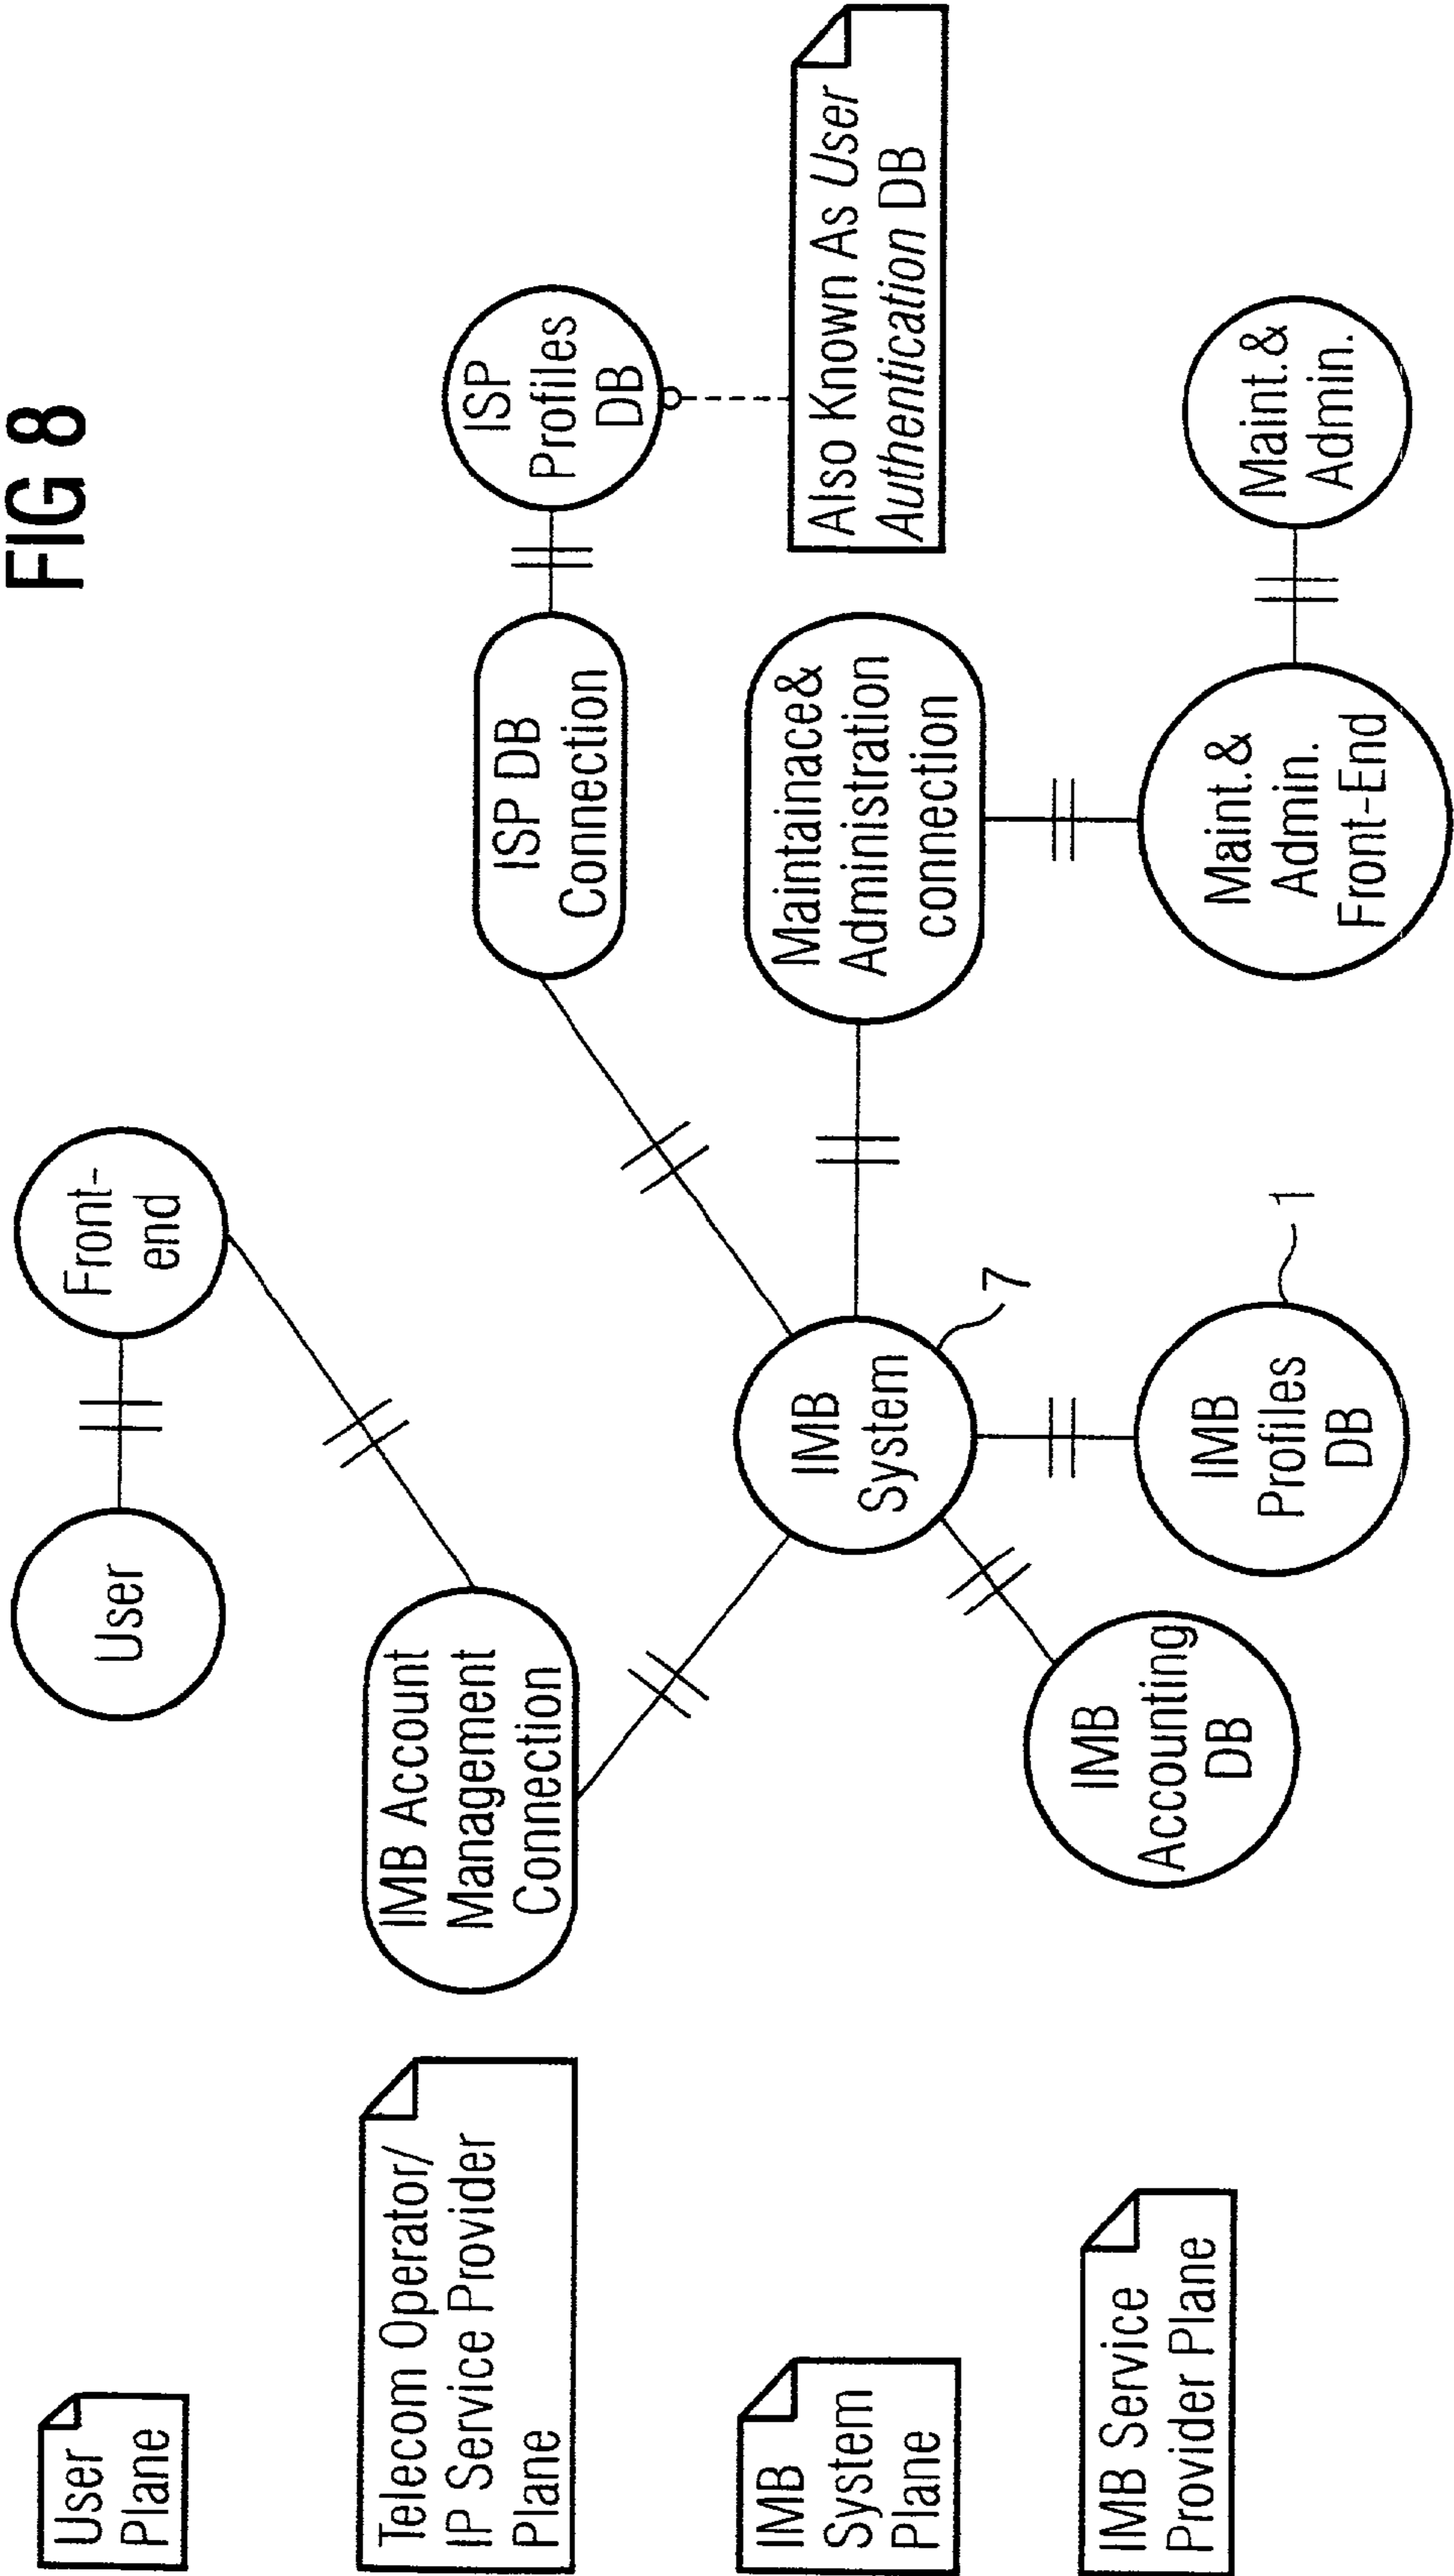 FIG 8
User
Plane
User
Front-
end
Telecom Operator/
IP Service Provider
Plane
IMB Account
Management
Connection
ISP DB
Connection
ISP
Profiles
DB
IMB
System
Plane
IMB
System
7
Maintainace&
Administration
connection
Also Known As User
Authentication DB
IMB Service
Provider Plane
IMB
Accounting
DB
IMB
Profiles
DB
1
Maint.&
Admin.
Front-End
Maint.&
Admin.